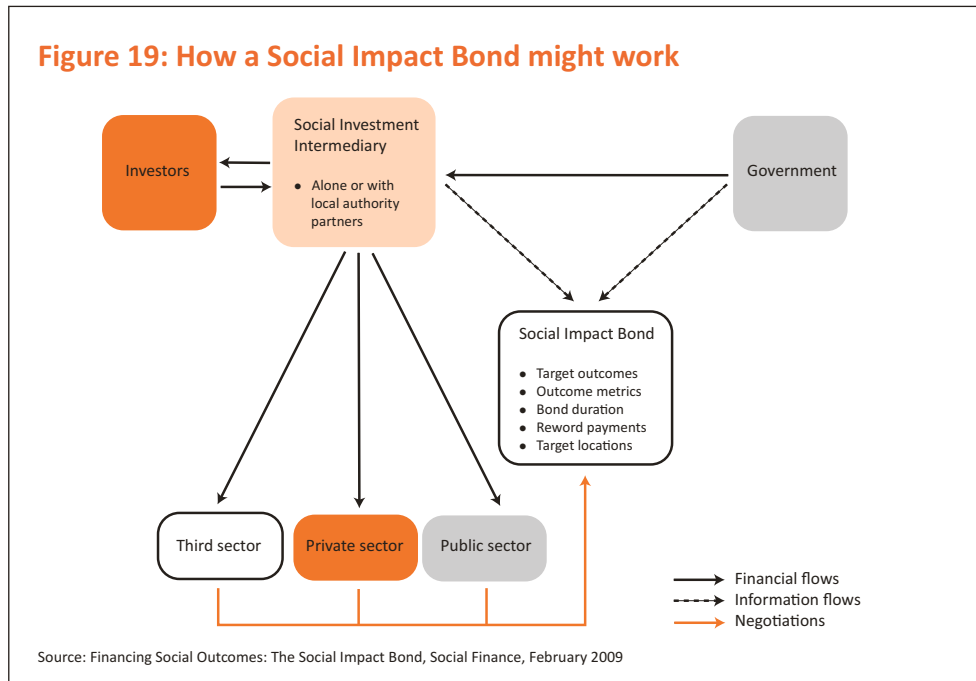 Figure 19: How a Social Impact Bond might work
Investors
Social Investment
Intermediary
• Alone or with
local authority
partners
Government
Social Impact Bond
• Target outcomes
• Outcome metrics
• Bond duration
• Reword payments
• Target locations
Third sector
Private sector
Public sector
Financial flows
Information flows
Negotiations
Source: Financing Social Outcomes: The Social Impact Bond, Social Finance, February 2009